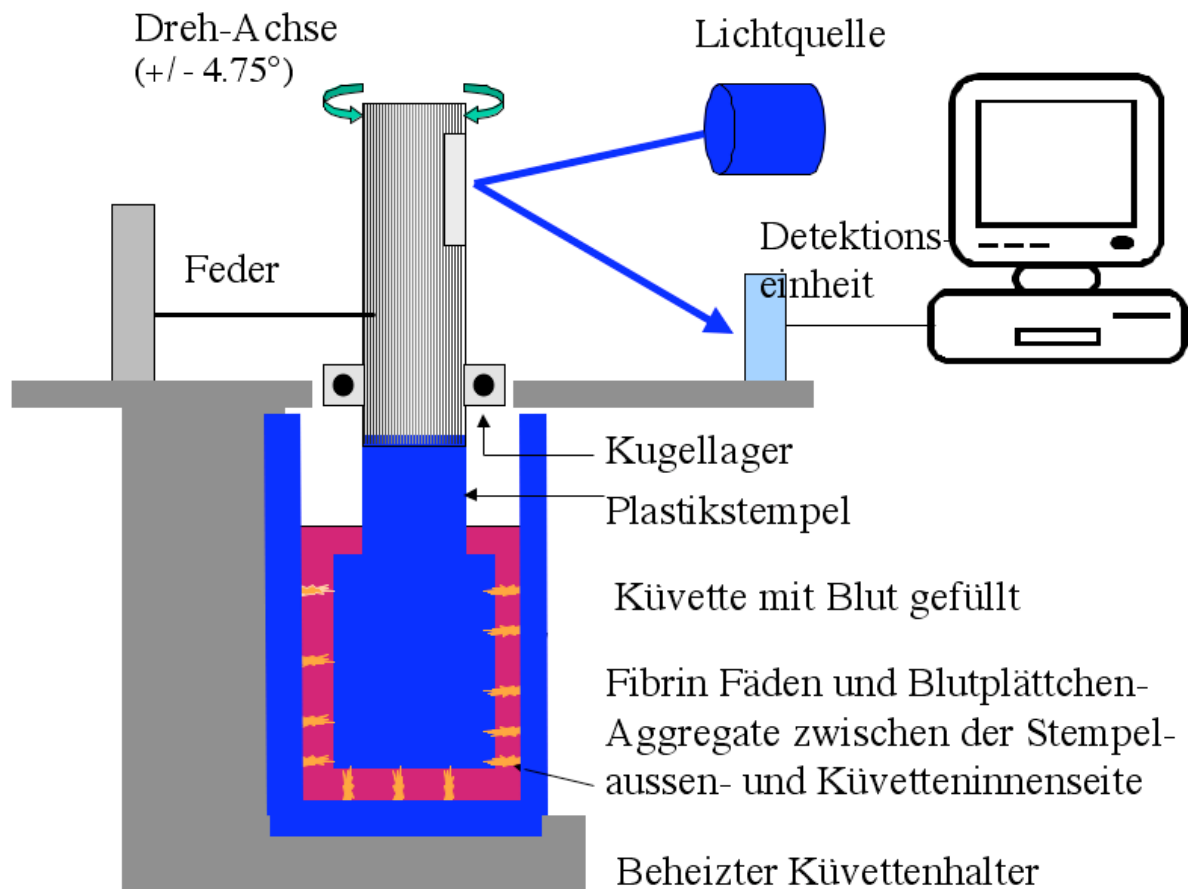 Dreh-Achse
(+/- 4.75°)
Lichtquelle
Feder
Detektions-
einheit
Kugellager
Plastikstempel
Küvette mit Blut gefüllt
Fibrin Fäden und Blutplättchen-
Aggregate zwischen der Stempel-
aussen- und Küvetteninnenseite
Beheizter Küvettenhalter